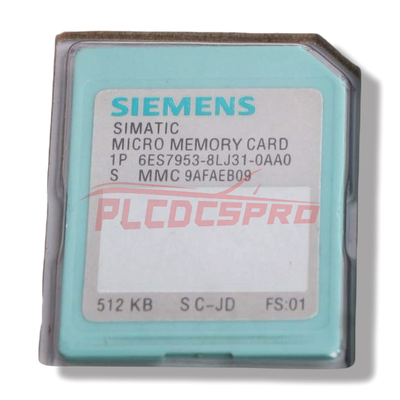 SIEMENS
SIMATIC
MICRO MEMORY CARD
1P 6ES7953-8LJ31-0AA0
S MMC 9AFAEB09
PLCDCSPRO
512 KB S C-JD FS:01